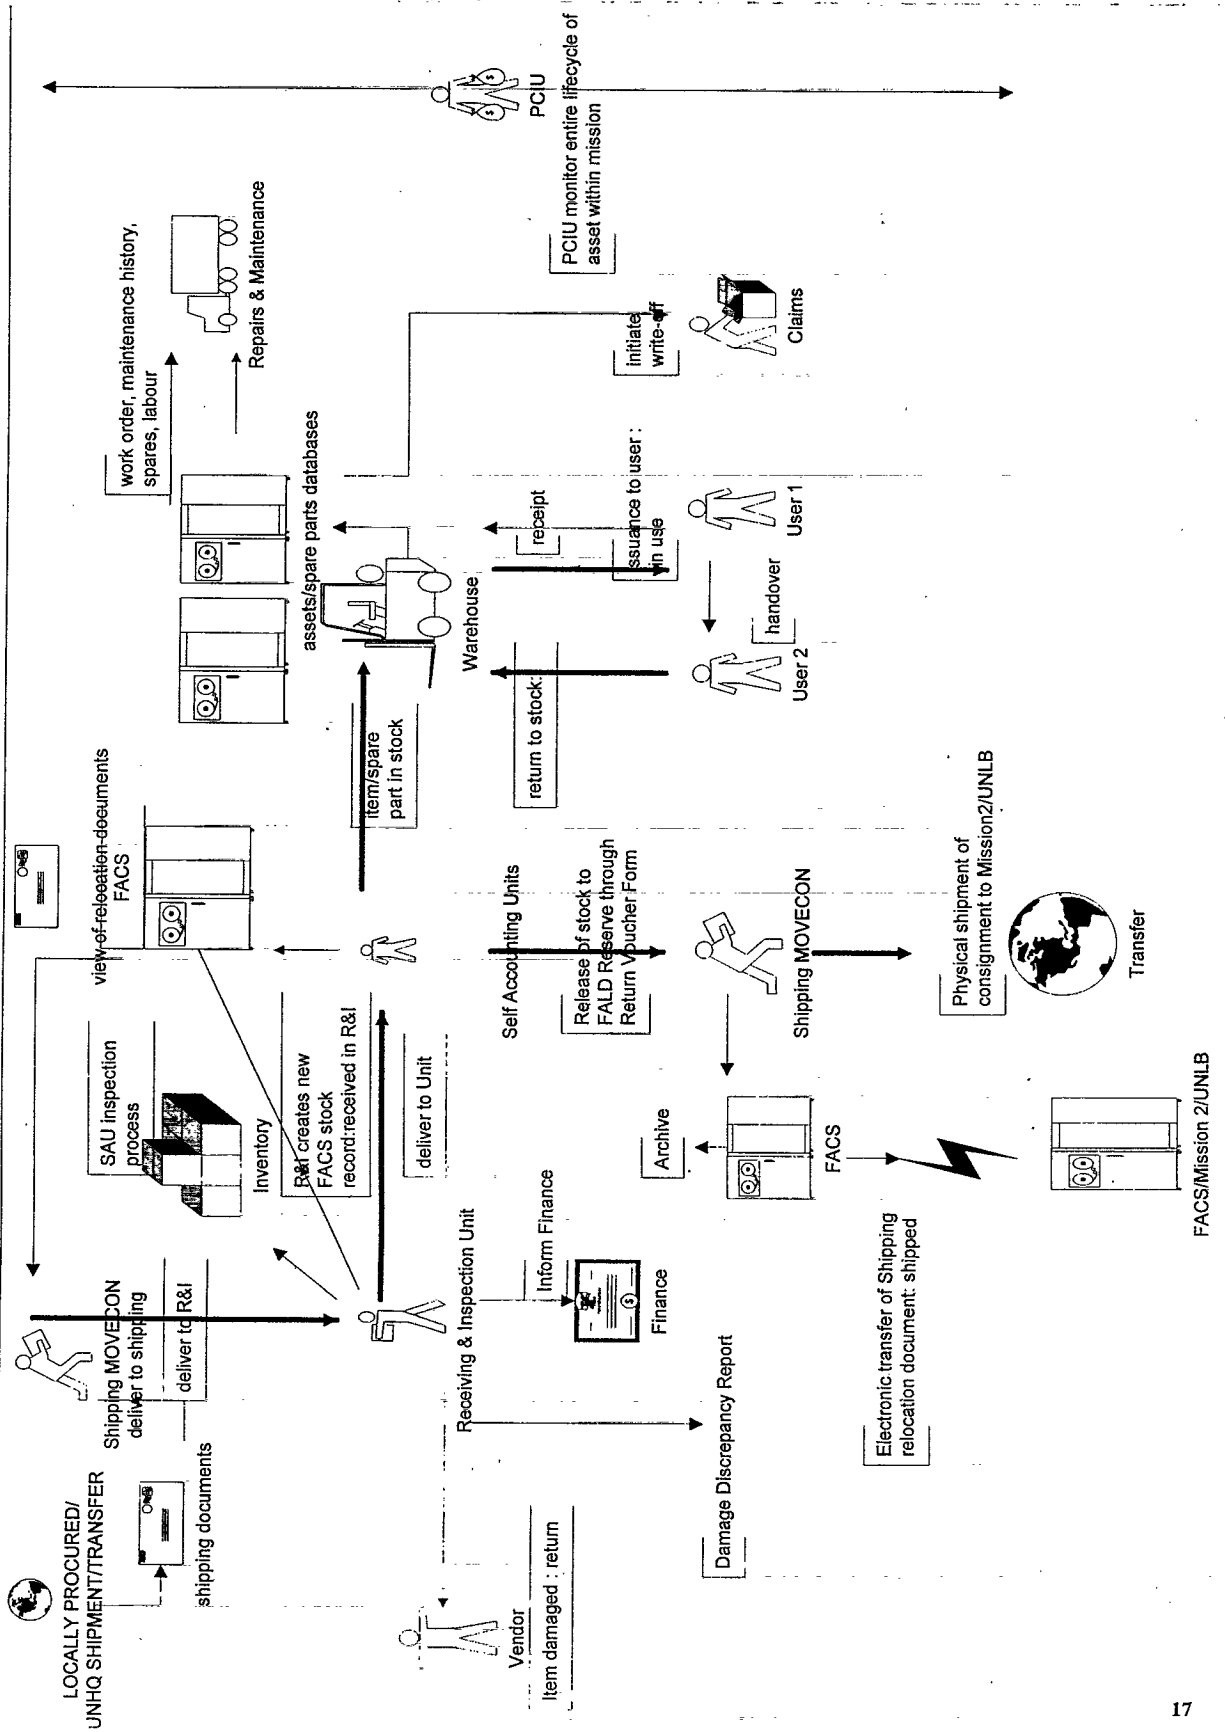 LOCALLY PROCURED/
UNHQ SHIPMENT/TRANSFER
shipping documents
Shipping MOVECON
deliver to shipping
deliver to R&I
SAU inspection
process
Inventory
view of relocation documents
FACS
R&I creates new
FACS stock
record:received in R&I
deliver to Unit
Receiving & Inspection Unit
Vendor
Item damaged : return
Inform Finance
Finance
Damage Discrepancy Report
Self Accounting Units
item/spare
part in stock
Release of stock to
FALD Reserve through
Return Voucher Form
Shipping MOVECON
Archive
FACS
Electronic transfer of Shipping
relocation document: shipped
FACS/Mission 2/UNLB
Physical shipment of
consignment to Mission2/UNLB
Transfer
work order, maintenance history,
spares, labour
Repairs & Maintenance
assets/spare parts databases
Warehouse
return to stock:
receipt
issuance to user :
in use
User 1
handover
User 2
initiate
write-off
Claims
PCIU
PCIU monitor entire lifecycle of
asset within mission
17